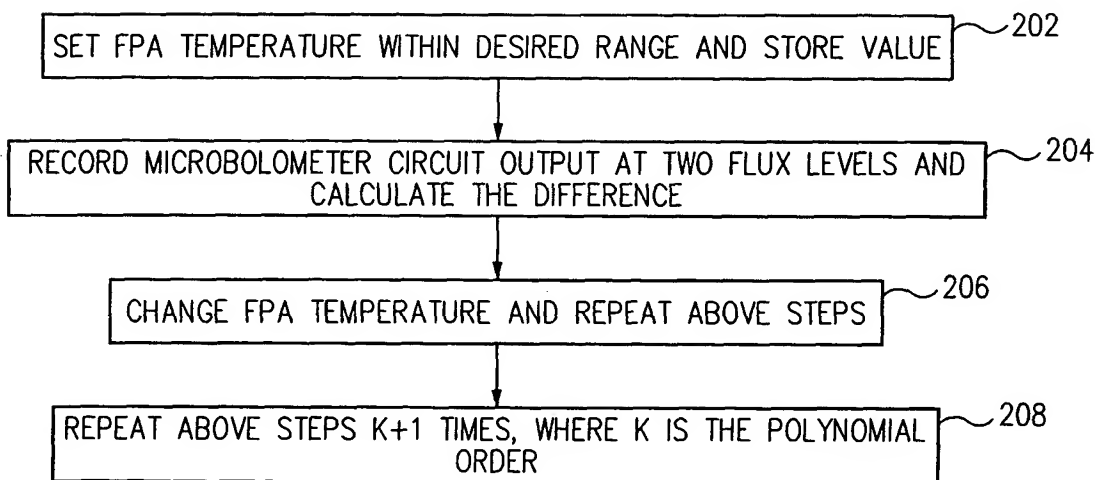 SET FPA TEMPERATURE WITHIN DESIRED RANGE AND STORE VALUE
202
RECORD MICROBOLOMETER CIRCUIT OUTPUT AT TWO FLUX LEVELS AND
CALCULATE THE DIFFERENCE
204
CHANGE FPA TEMPERATURE AND REPEAT ABOVE STEPS
206
REPEAT ABOVE STEPS K+1 TIMES, WHERE K IS THE POLYNOMIAL
ORDER
208